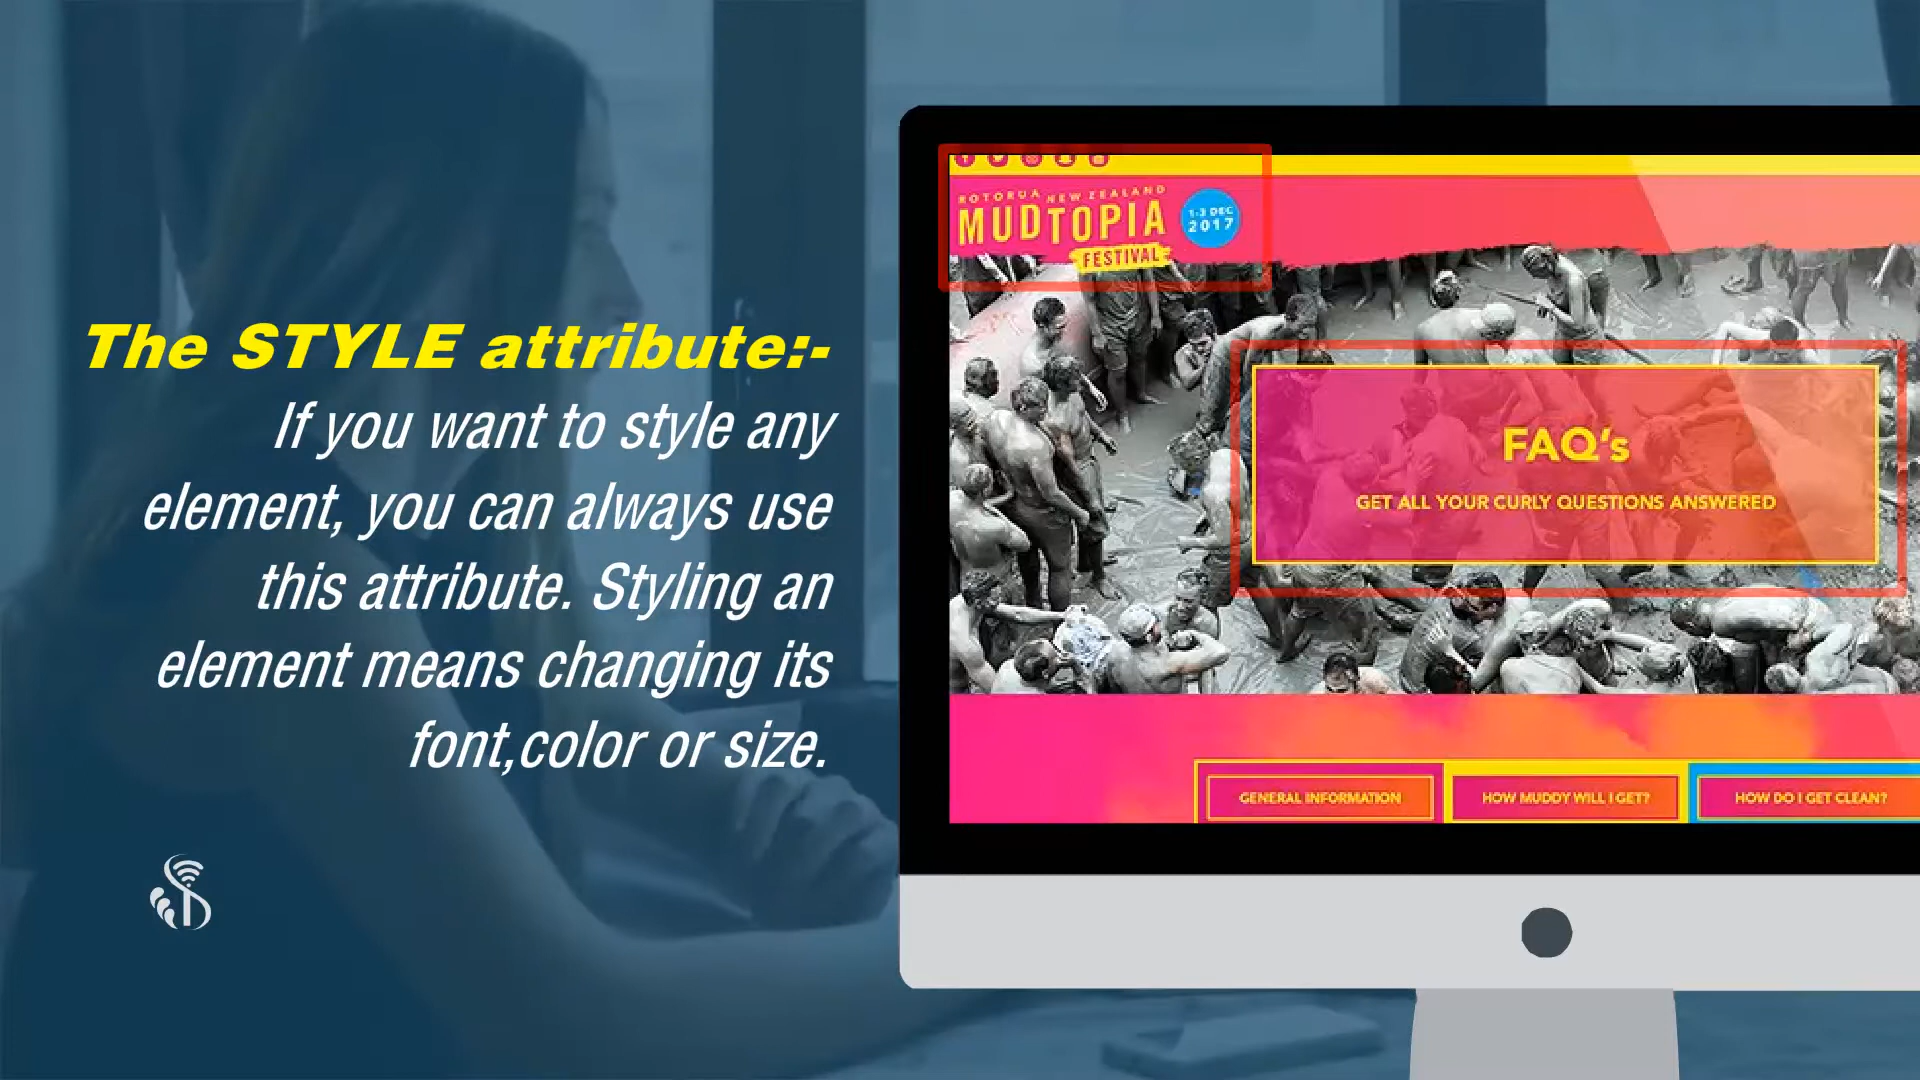 The STYLE attribute:-
If you want to style any
element, you can always use
this attribute. Styling an
element means changing its
font,color or size.
ROTORUA NEW ZEALAND
MUDTOPIA
FESTIVAL
1-3 DEC
2017
FAQ's
GET ALL YOUR CURLY QUESTIONS ANSWERED
GENERAL INFORMATION
HOW MUDDY WILL I GET?
HOW DO I GET CLEAN?